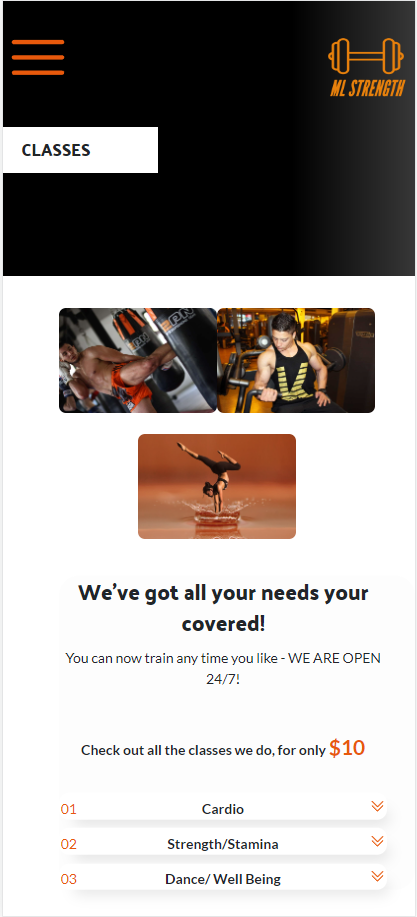 ML STRENGTH
CLASSES
We've got all your needs your
covered!
You can now train any time you like - WE ARE OPEN
24/7!
Check out all the classes we do, for only $10
01 Cardio
02 Strength/Stamina
03 Dance/ Well Being